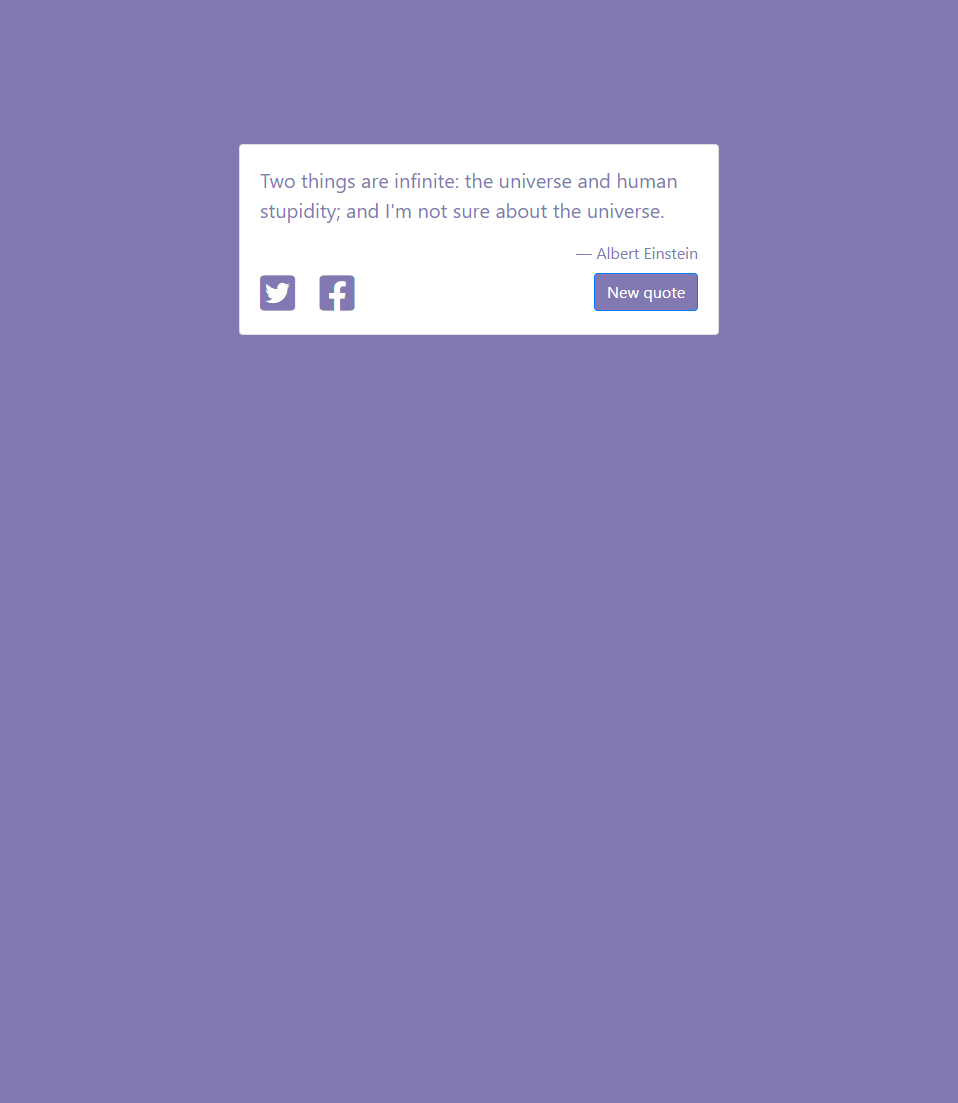 Two things are infinite: the universe and human
stupidity; and I'm not sure about the universe.
— Albert Einstein
New quote